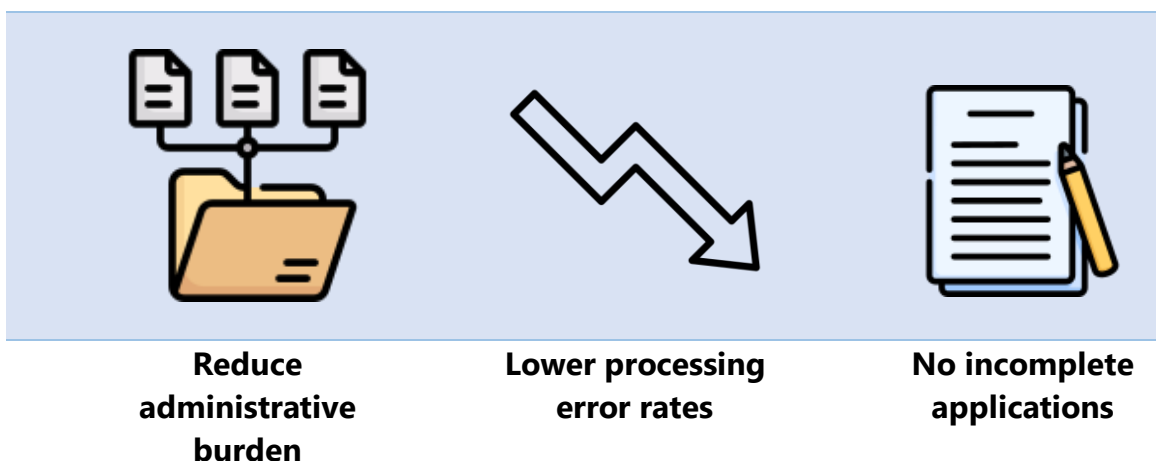 Reduce
administrative
burden
Lower processing
error rates
No incomplete
applications